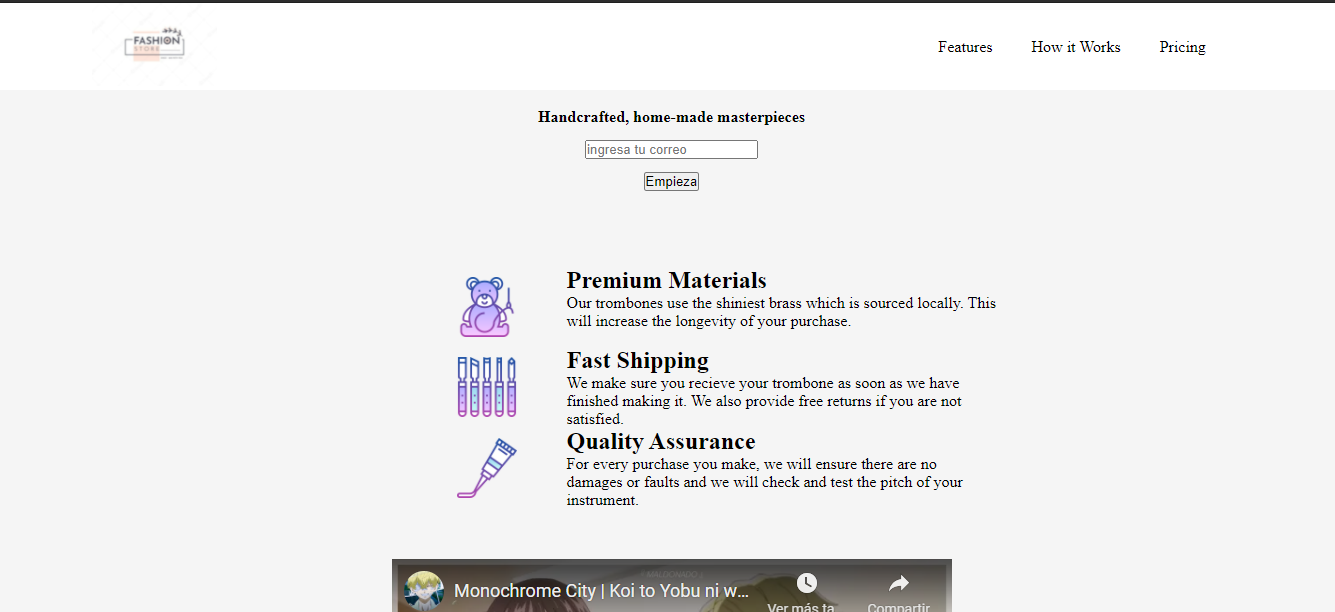 FASHION
STORE
Features
How it Works
Pricing
Handcrafted, home-made masterpieces
ingresa tu correo
Empieza
Premium Materials
Our trombones use the shiniest brass which is sourced locally. This
will increase the longevity of your purchase.
Fast Shipping
We make sure you recieve your trombone as soon as we have
finished making it. We also provide free returns if you are not
satisfied.
Quality Assurance
For every purchase you make, we will ensure there are no
damages or faults and we will check and test the pitch of your
instrument.
Monochrome City | Koi to Yobu ni w...
Ver más ta
Compartir